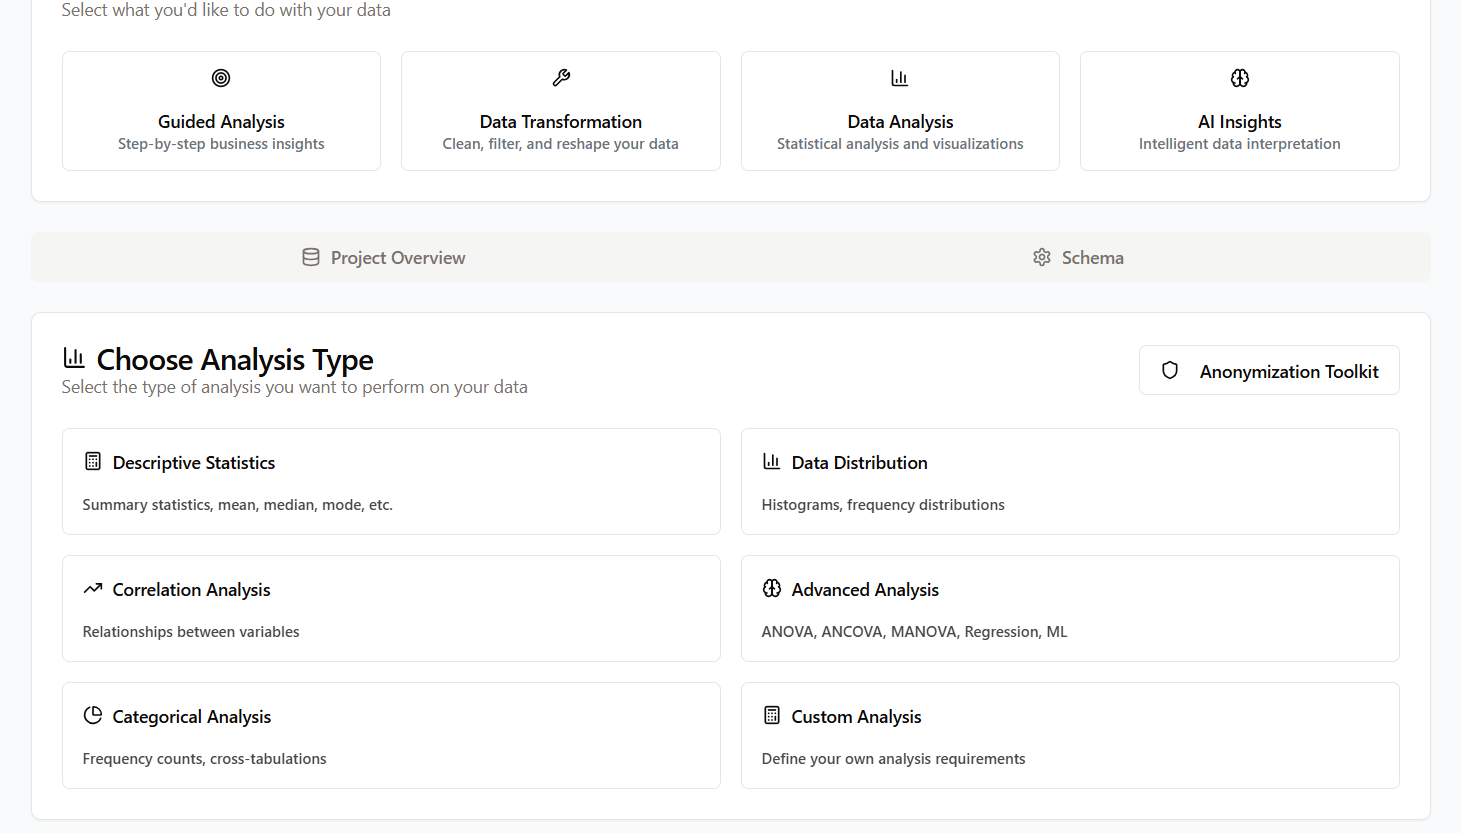 Select what you'd like to do with your data
Guided Analysis
Step-by-step business insights
Data Transformation
Clean, filter, and reshape your data
Data Analysis
Statistical analysis and visualizations
AI Insights
Intelligent data interpretation
Project Overview
Schema
Choose Analysis Type
Select the type of analysis you want to perform on your data
Anonymization Toolkit
Descriptive Statistics
Summary statistics, mean, median, mode, etc.
Data Distribution
Histograms, frequency distributions
Correlation Analysis
Relationships between variables
Advanced Analysis
ANOVA, ANCOVA, MANOVA, Regression, ML
Categorical Analysis
Frequency counts, cross-tabulations
Custom Analysis
Define your own analysis requirements